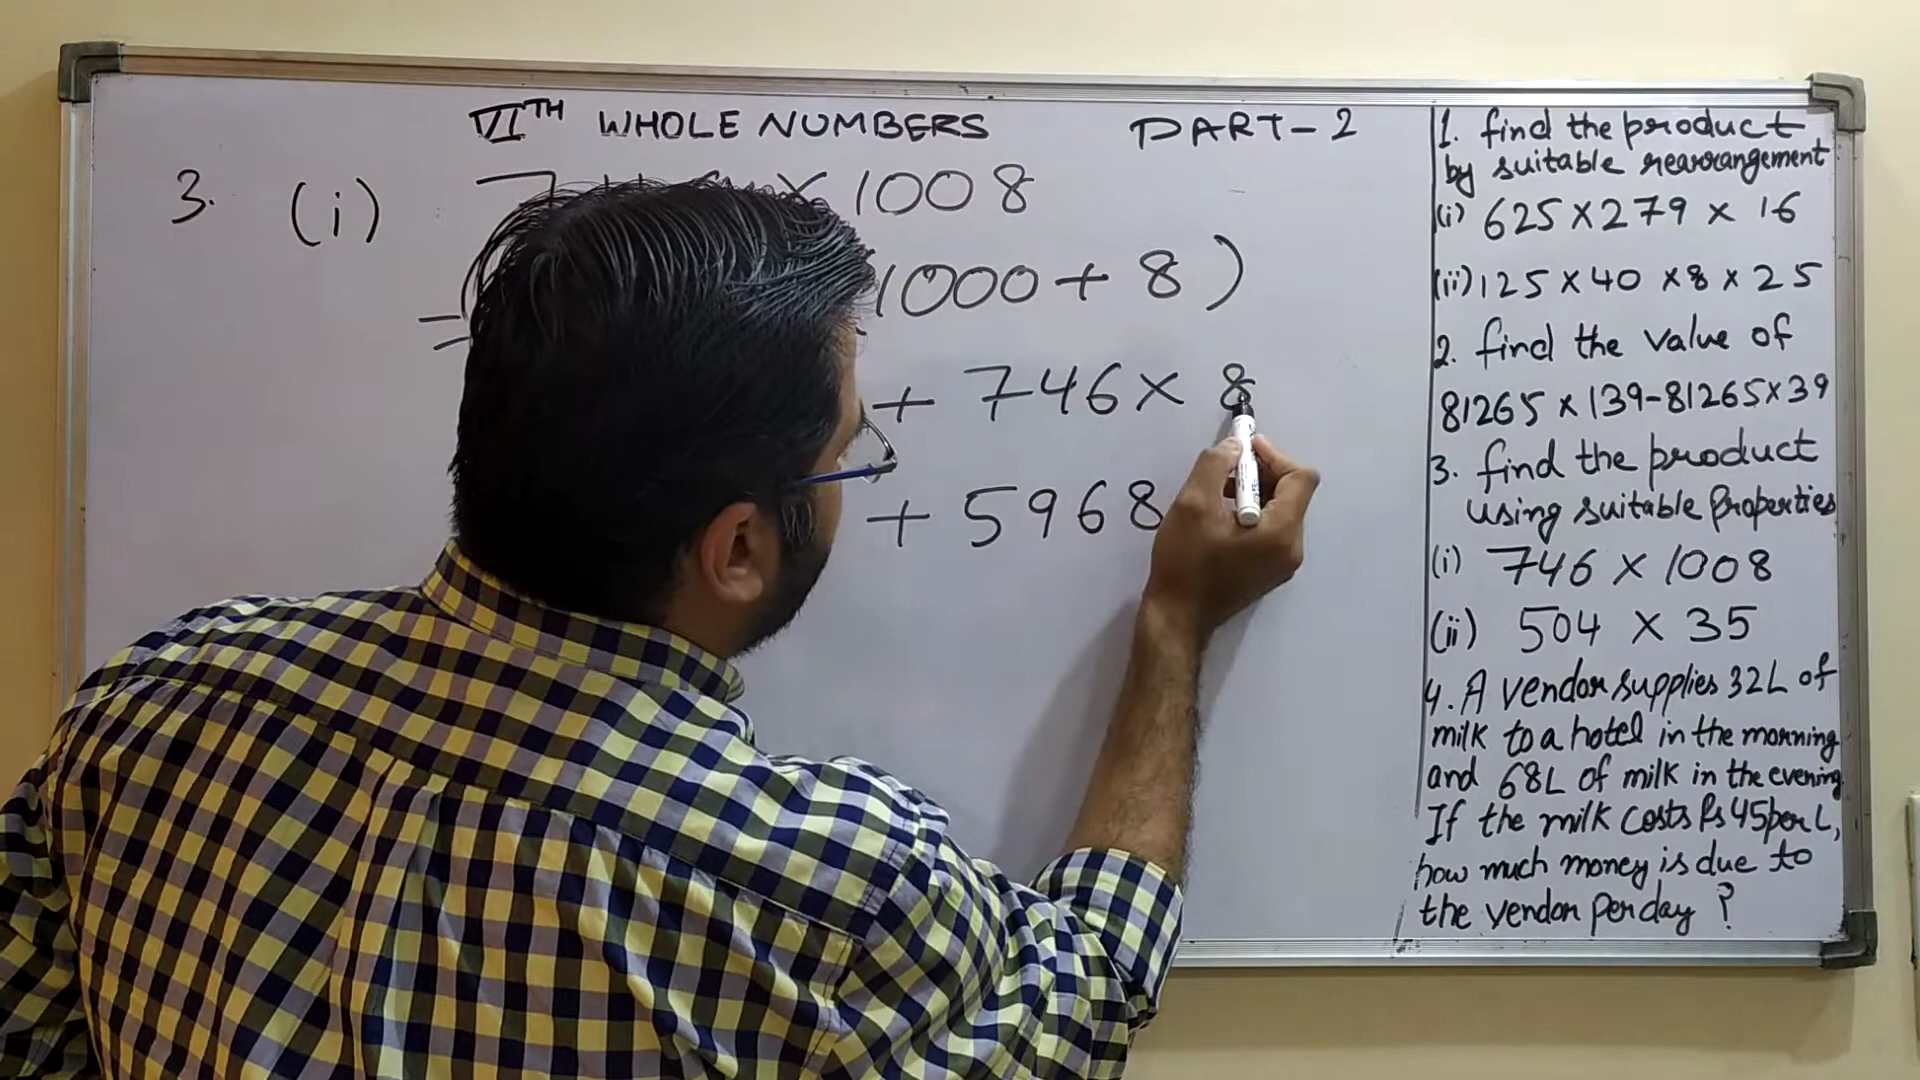 VITH WHOLE NUMBERS PART-2
3. (i) 7 × 1008
= 1000 + 8 )
+ 746 × 8
+ 5968
1. find the product
by suitable rearrangement
(i) 625 × 279 × 16
(ii) 125 × 40 × 8 × 25
2. find the value of
81265 × 139-81265 × 39
3. find the product
using suitable properties
(i) 746 × 1008
(ii) 504 × 35
4. A vendor supplies 32L of
milk to a hotel in the morning
and 68L of milk in the evening.
If the milk costs Rs 45 per L,
how much money is due to
the vendor per day ?